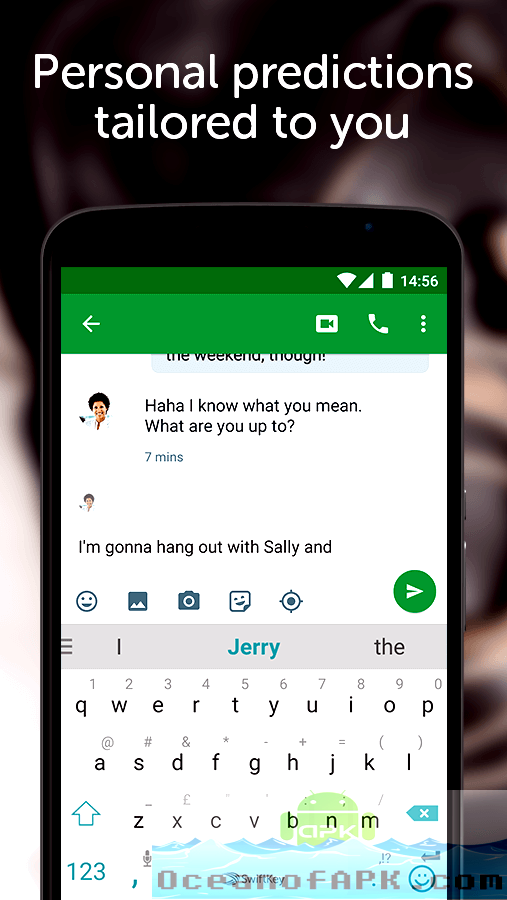 Personal predictions
tailored to you
14:56
the weekend, though!
Haha I know what you mean.
What are you up to?
7 mins
I'm gonna hang out with Sally and
I Jerry the
1 2 3 4 5 6 7 8 9 0
q w e r t y u i o p
@ # & * - + = ( )
a s d f g h j k l
_ £ " ' : /
z x c v b n m
apk
123 , SwiftKey . ,!?
OceanofAPK.com